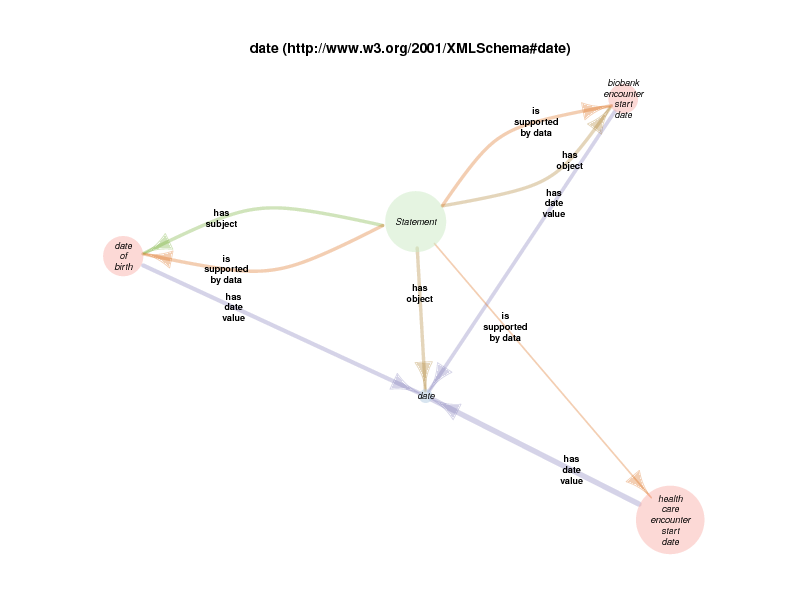 date (http://www.w3.org/2001/XMLSchema#date)
biobank
encounter
start
date
is
supported
by data
has
object
has
date
value
Statement
has
subject
date
of
birth
is
supported
by data
has
date
value
has
object
is
supported
by data
date
has
date
value
health
care
encounter
start
date